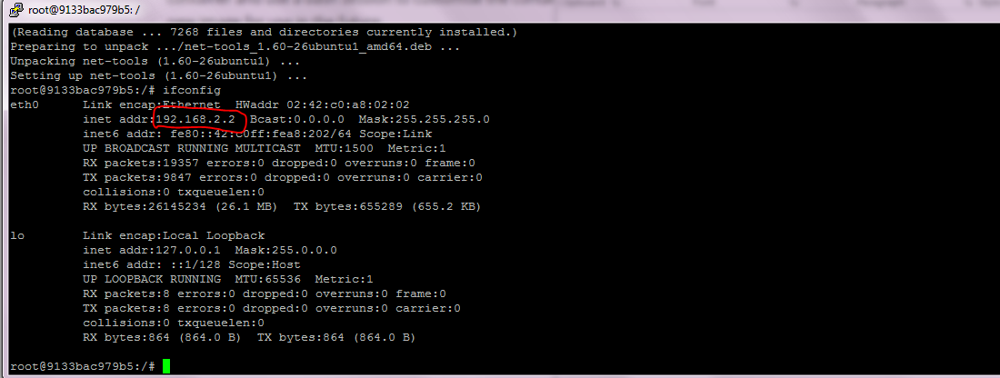 root@9133bac979b5: /
(Reading database ... 7268 files and directories currently installed.)
Preparing to unpack .../net-tools_1.60-26ubuntu1_amd64.deb ...
Unpacking net-tools (1.60-26ubuntu1) ...
Setting up net-tools (1.60-26ubuntu1) ...
root@9133bac979b5:/# ifconfig
eth0      Link encap:Ethernet  HWaddr 02:42:c0:a8:02:02
          inet addr:192.168.2.2  Bcast:0.0.0.0  Mask:255.255.255.0
          inet6 addr: fe80::42:c0ff:fea8:202/64 Scope:Link
          UP BROADCAST RUNNING MULTICAST  MTU:1500  Metric:1
          RX packets:19357 errors:0 dropped:0 overruns:0 frame:0
          TX packets:9847 errors:0 dropped:0 overruns:0 carrier:0
          collisions:0 txqueuelen:0
          RX bytes:26145234 (26.1 MB)  TX bytes:655289 (655.2 KB)
lo        Link encap:Local Loopback
          inet addr:127.0.0.1  Mask:255.0.0.0
          inet6 addr: ::1/128 Scope:Host
          UP LOOPBACK RUNNING  MTU:65536  Metric:1
          RX packets:8 errors:0 dropped:0 overruns:0 frame:0
          TX packets:8 errors:0 dropped:0 overruns:0 carrier:0
          collisions:0 txqueuelen:0
          RX bytes:864 (864.0 B)  TX bytes:864 (864.0 B)
root@9133bac979b5:/#